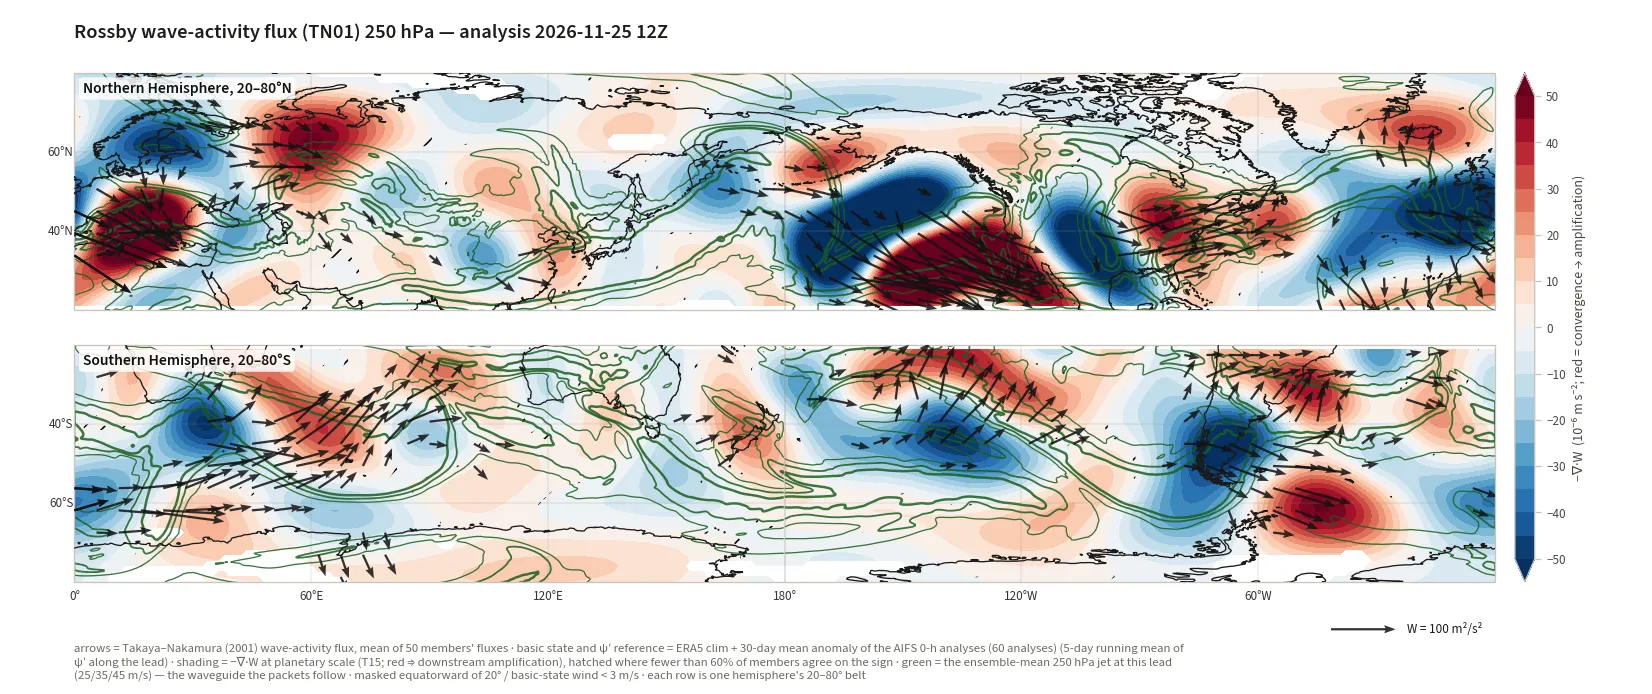 Rossby wave-activity flux (TN01) 250 hPa — analysis 2026-11-25 12Z
Northern Hemisphere, 20–80°N
60°N
40°N
Southern Hemisphere, 20–80°S
40°S
60°S
0°
60°E
120°E
180°
120°W
60°W
50
40
30
20
10
0
−10
−20
−30
−40
−50
−∇·W (10⁻⁶ m s⁻²; red = convergence → amplification)
W = 100 m²/s²
arrows = Takaya–Nakamura (2001) wave-activity flux, mean of 50 members' fluxes · basic state and ψ' reference = ERA5 clim + 30-day mean anomaly of the AIFS 0-h analyses (60 analyses) (5-day running mean of
ψ' along the lead) · shading = −∇·W at planetary scale (T15; red ⇒ downstream amplification), hatched where fewer than 60% of members agree on the sign · green = the ensemble-mean 250 hPa jet at this lead
(25/35/45 m/s) — the waveguide the packets follow · masked equatorward of 20° / basic-state wind < 3 m/s · each row is one hemisphere's 20–80° belt